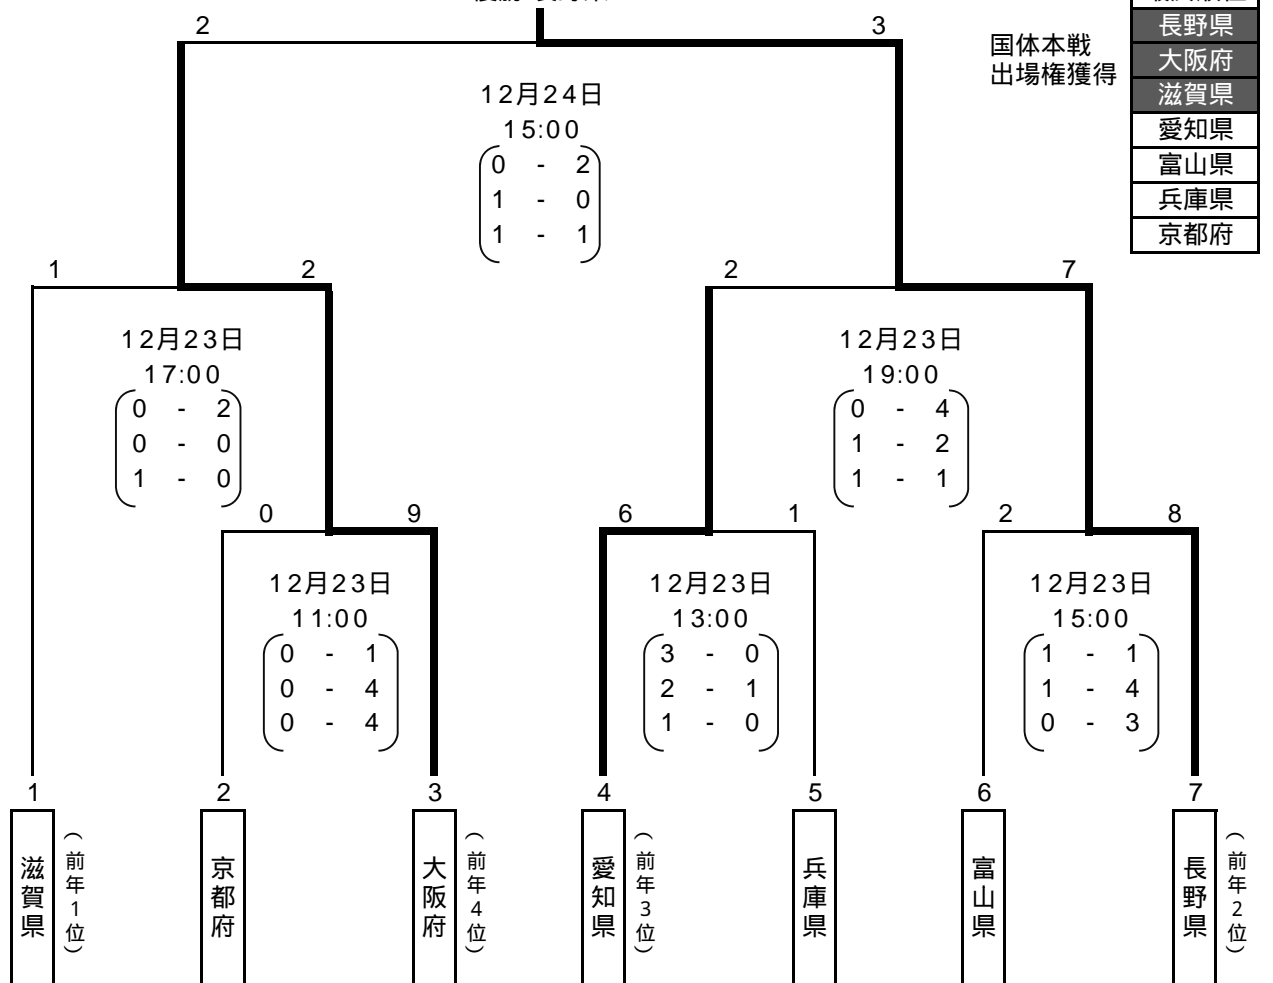 2
3
国体本戦
出場権獲得
長野県
大阪府
滋賀県
愛知県
富山県
兵庫県
京都府
12月24日
15:00
0 - 2
1 - 0
1 - 1
1
2
2
7
12月23日
17:00
0 - 2
0 - 0
1 - 0
12月23日
19:00
0 - 4
1 - 2
1 - 1
0
9
6
1
2
8
12月23日
11:00
0 - 1
0 - 4
0 - 4
12月23日
13:00
3 - 0
2 - 1
1 - 0
12月23日
15:00
1 - 1
1 - 4
0 - 3
1
2
3
4
5
6
7
滋賀県
(前年1位)
京都府
大阪府
(前年4位)
愛知県
(前年3位)
兵庫県
富山県
長野県
(前年2位)